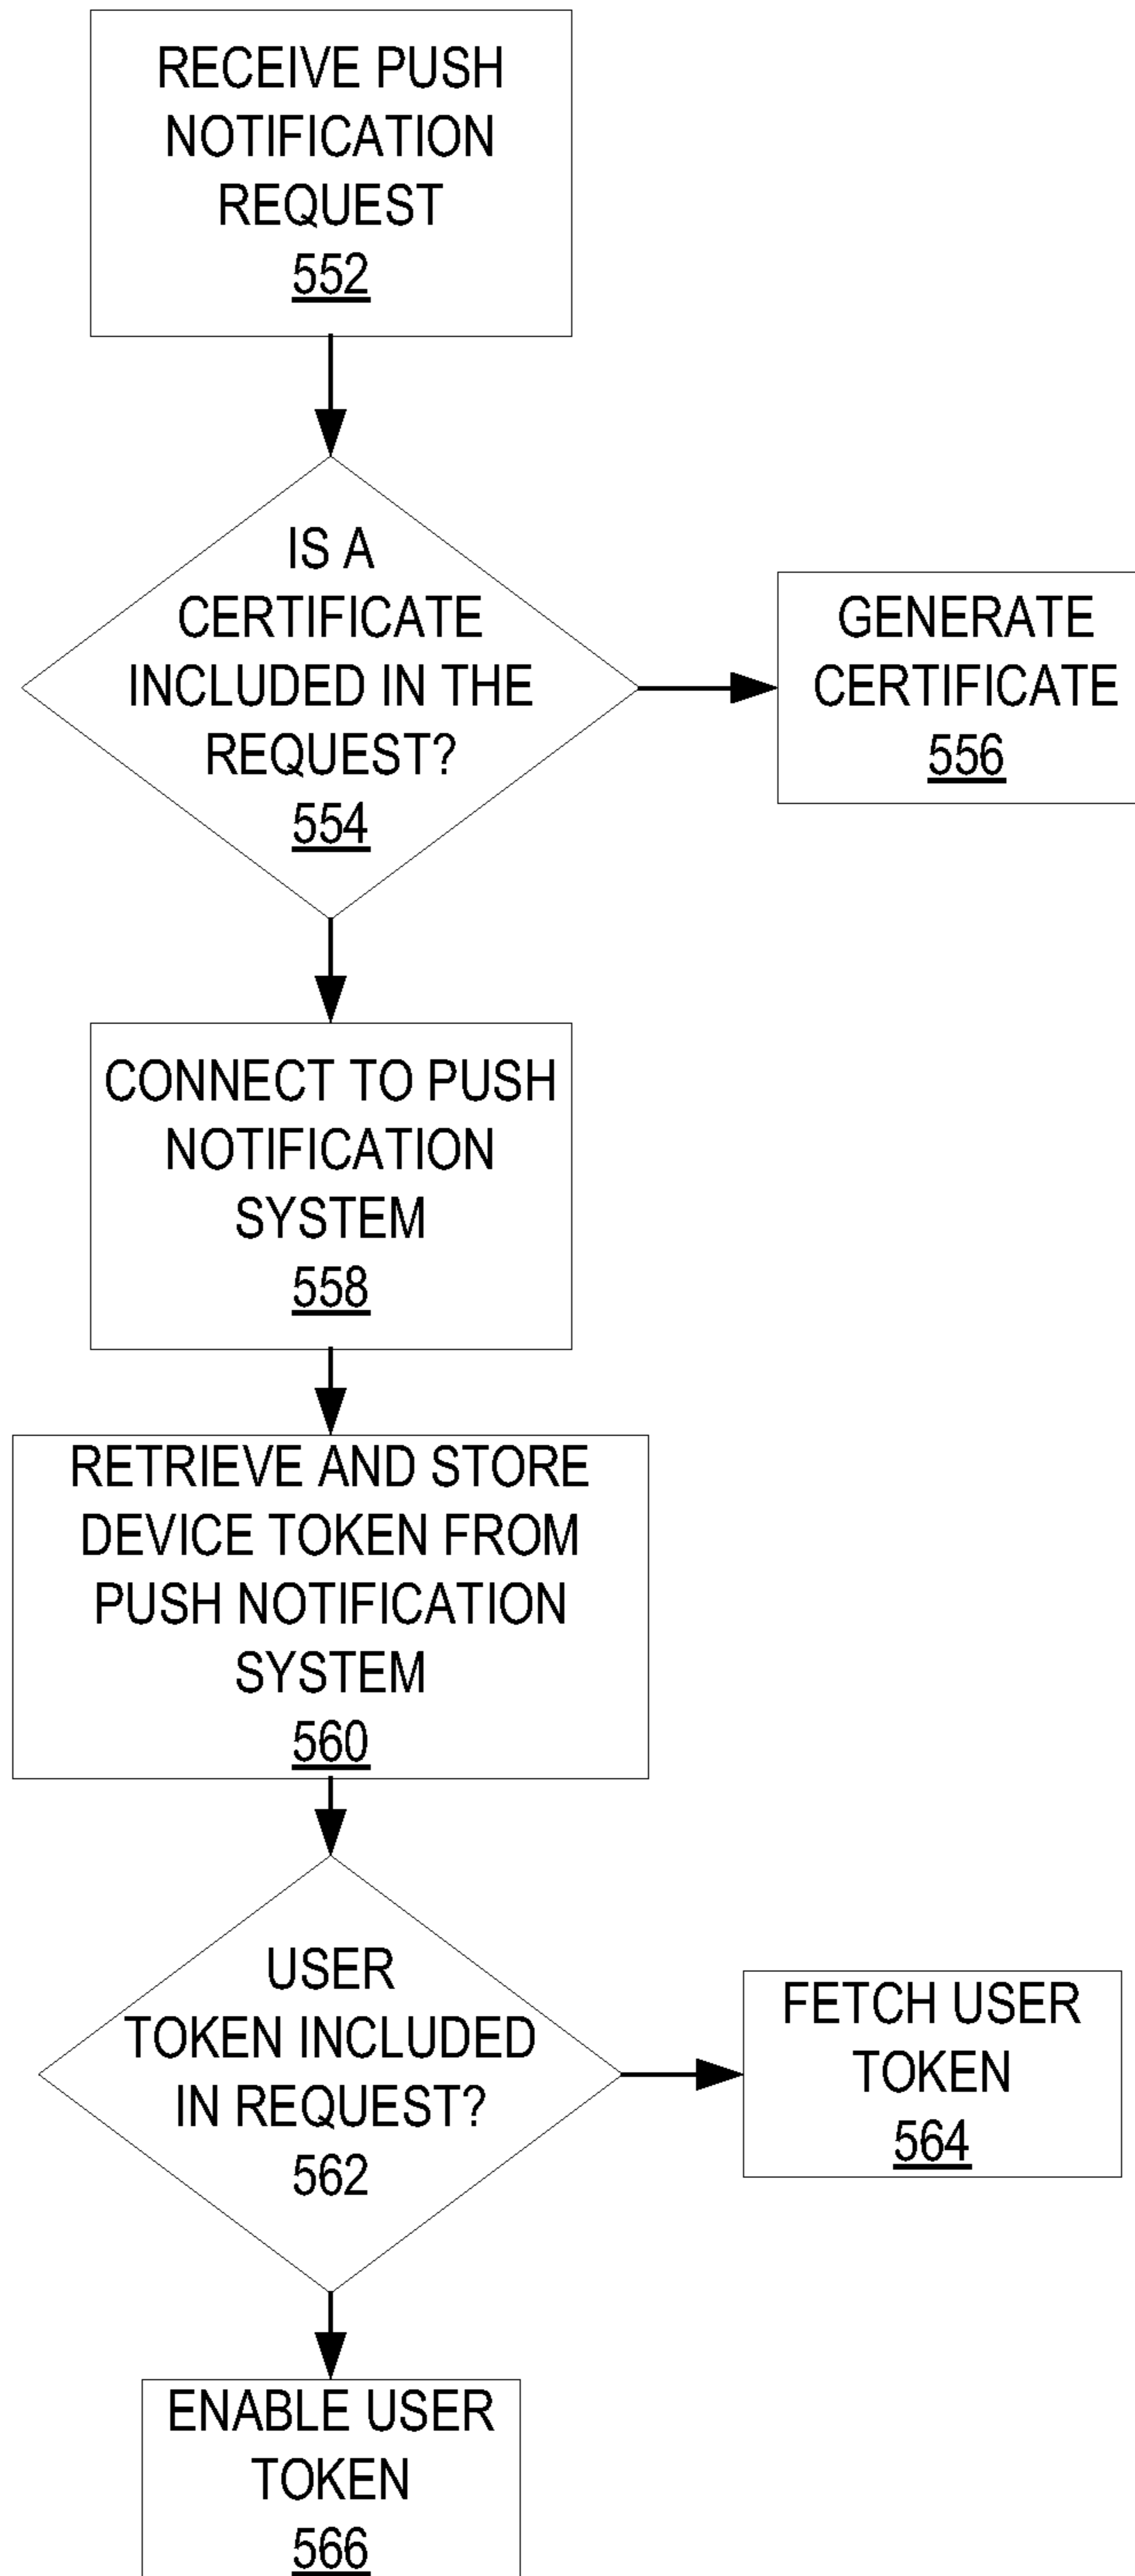 RECEIVE PUSH
NOTIFICATION
REQUEST
552
IS A
CERTIFICATE
INCLUDED IN THE
REQUEST?
554
GENERATE
CERTIFICATE
556
CONNECT TO PUSH
NOTIFICATION
SYSTEM
558
RETRIEVE AND STORE
DEVICE TOKEN FROM
PUSH NOTIFICATION
SYSTEM
560
USER
TOKEN INCLUDED
IN REQUEST?
562
FETCH USER
TOKEN
564
ENABLE USER
TOKEN
566